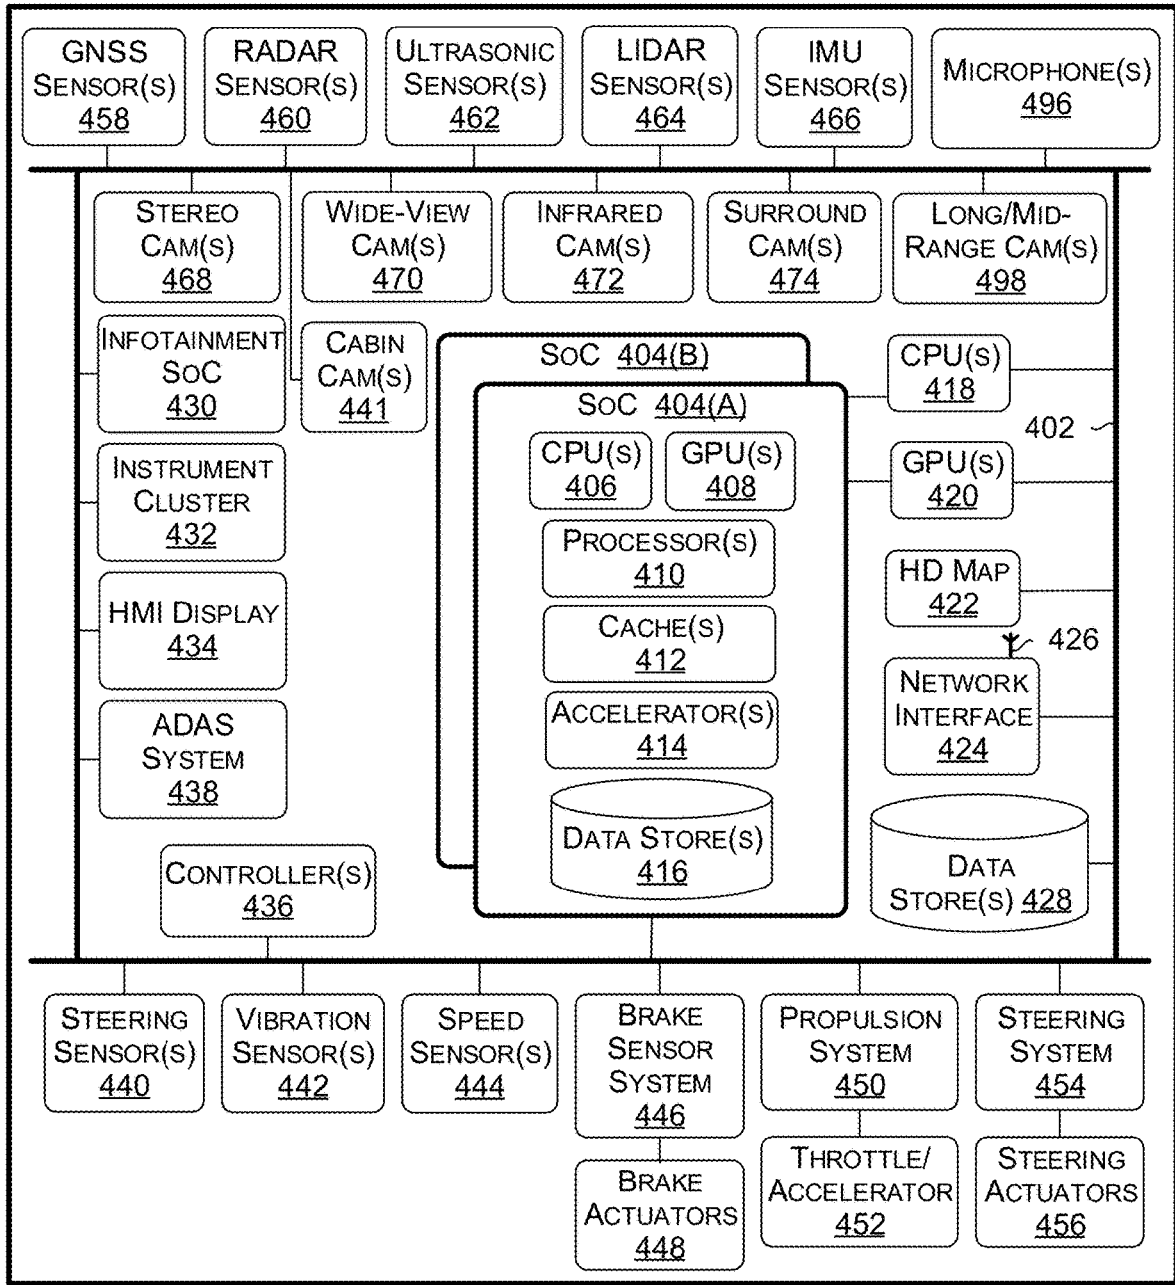 GNSS
SENSOR(S)
458
RADAR
SENSOR(S)
460
ULTRASONIC
SENSOR(S)
462
LIDAR
SENSOR(S)
464
IMU
SENSOR(S)
466
MICROPHONE(S)
496
STEREO
CAM(S)
468
WIDE-VIEW
CAM(S)
470
INFRARED
CAM(S)
472
SURROUND
CAM(S)
474
LONG/MID-
RANGE CAM(S)
498
INFOTAINMENT
SOC
430
CABIN
CAM(S)
441
SOC 404(B)
SOC 404(A)
CPU(S)
406
GPU(S)
408
PROCESSOR(S)
410
CACHE(S)
412
ACCELERATOR(S)
414
DATA STORE(S)
416
CPU(S)
418
402
GPU(S)
420
HD MAP
422
426
NETWORK
INTERFACE
424
DATA
STORE(S) 428
INSTRUMENT
CLUSTER
432
HMI DISPLAY
434
ADAS
SYSTEM
438
CONTROLLER(S)
436
STEERING
SENSOR(S)
440
VIBRATION
SENSOR(S)
442
SPEED
SENSOR(S)
444
BRAKE
SENSOR
SYSTEM
446
PROPULSION
SYSTEM
450
STEERING
SYSTEM
454
BRAKE
ACTUATORS
448
THROTTLE/
ACCELERATOR
452
STEERING
ACTUATORS
456